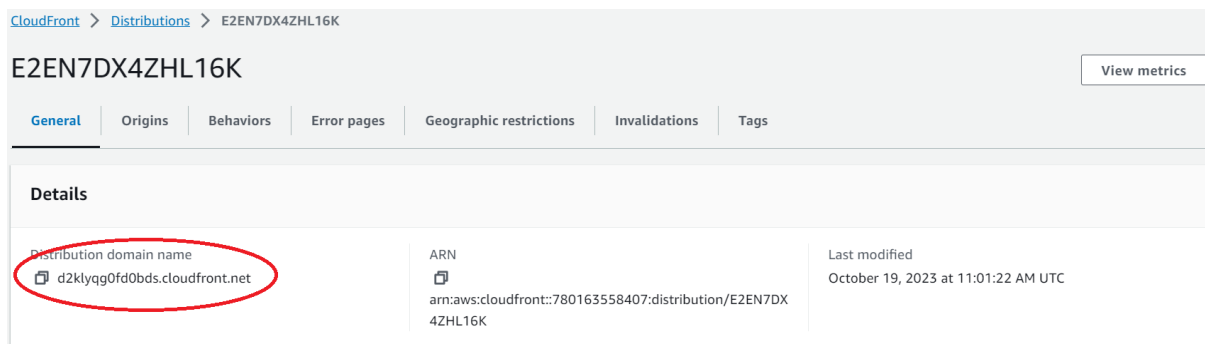 CloudFront > Distributions > E2EN7DX4ZHL16K
E2EN7DX4ZHL16K
View metrics
General Origins Behaviors Error pages Geographic restrictions Invalidations Tags
Details
Distribution domain name
d2klyqg0fd0bds.cloudfront.net
ARN
arn:aws:cloudfront::780163558407:distribution/E2EN7DX
4ZHL16K
Last modified
October 19, 2023 at 11:01:22 AM UTC